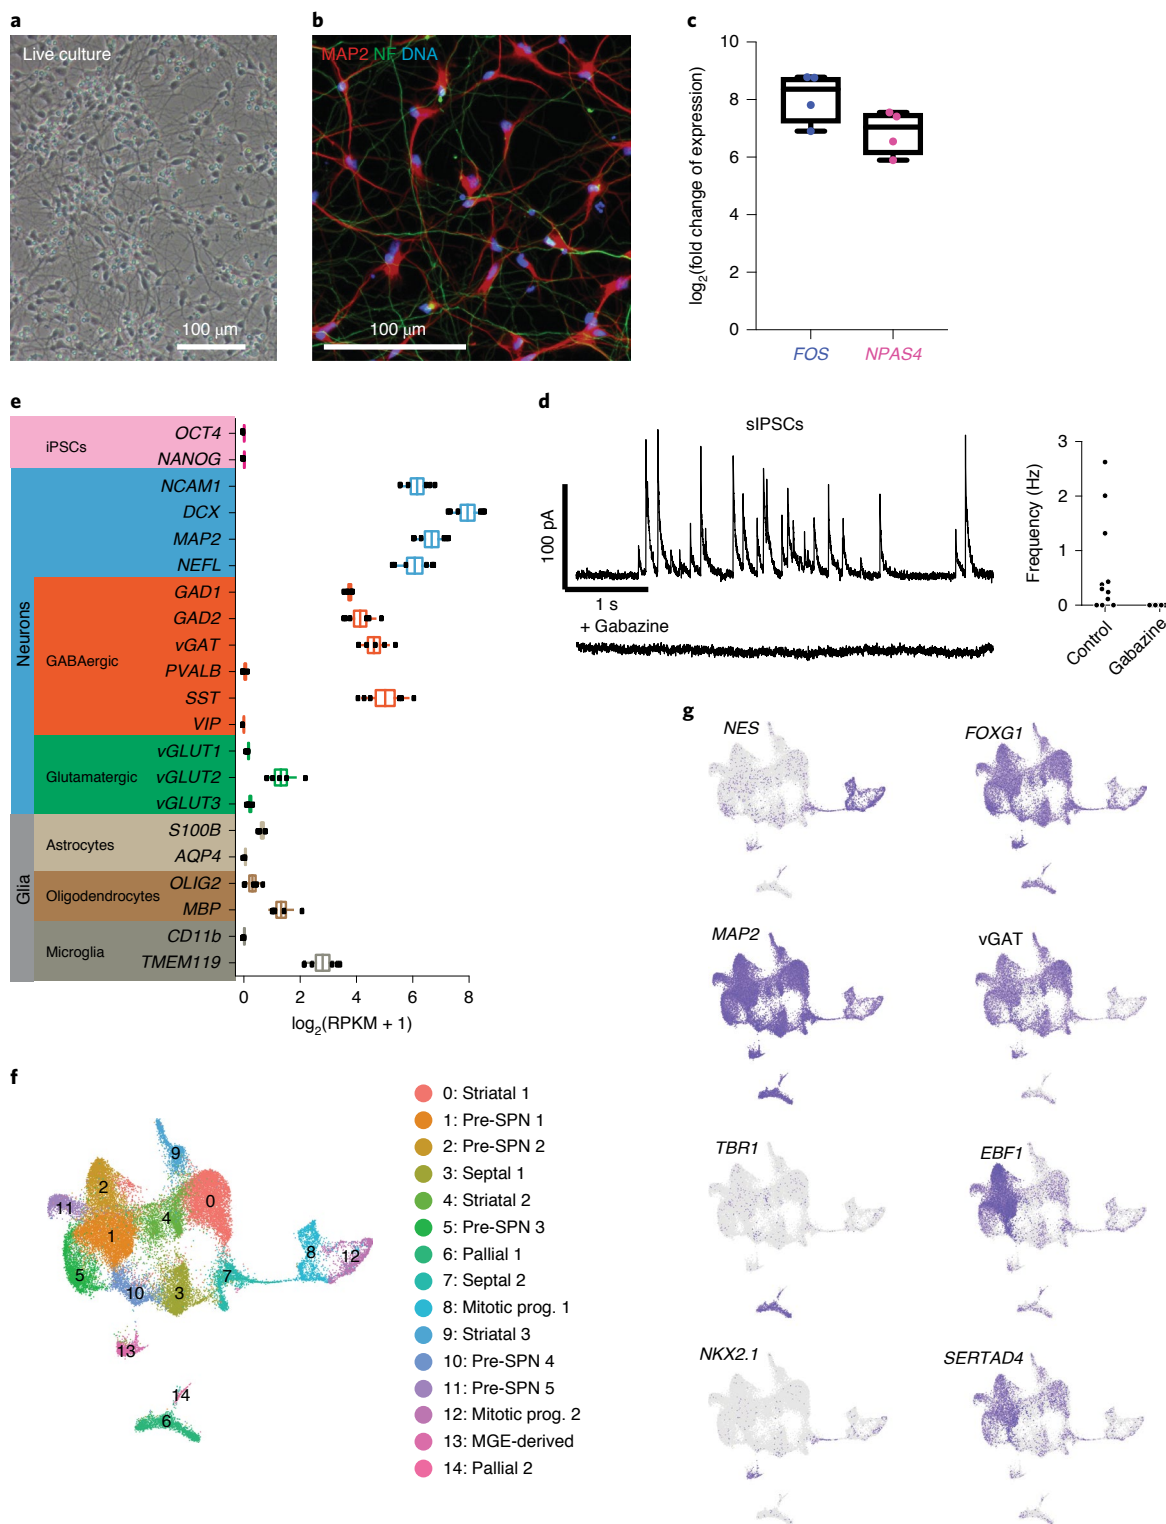 a
Live culture
100 μm
b
MAP2 NF DNA
100 μm
c
log2(fold change of expression)
10
8
6
4
2
0
FOS
NPAS4
e
iPSCs
OCT4
NANOG
Neurons
NCAM1
DCX
MAP2
NEFL
GABAergic
GAD1
GAD2
vGAT
PVALB
SST
VIP
Glutamatergic
vGLUT1
vGLUT2
vGLUT3
Glia
Astrocytes
S100B
AQP4
Oligodendrocytes
OLIG2
MBP
Microglia
CD11b
TMEM119
0 2 4 6 8
log2(RPKM + 1)
d
sIPSCs
100 pA
1 s
+ Gabazine
Frequency (Hz)
3
2
1
0
Control
Gabazine
f
0
1
2
3
4
5
6
7
8
9
10
11
12
13
14
0: Striatal 1
1: Pre-SPN 1
2: Pre-SPN 2
3: Septal 1
4: Striatal 2
5: Pre-SPN 3
6: Pallial 1
7: Septal 2
8: Mitotic prog. 1
9: Striatal 3
10: Pre-SPN 4
11: Pre-SPN 5
12: Mitotic prog. 2
13: MGE-derived
14: Pallial 2
g
NES
FOXG1
MAP2
vGAT
TBR1
EBF1
NKX2.1
SERTAD4